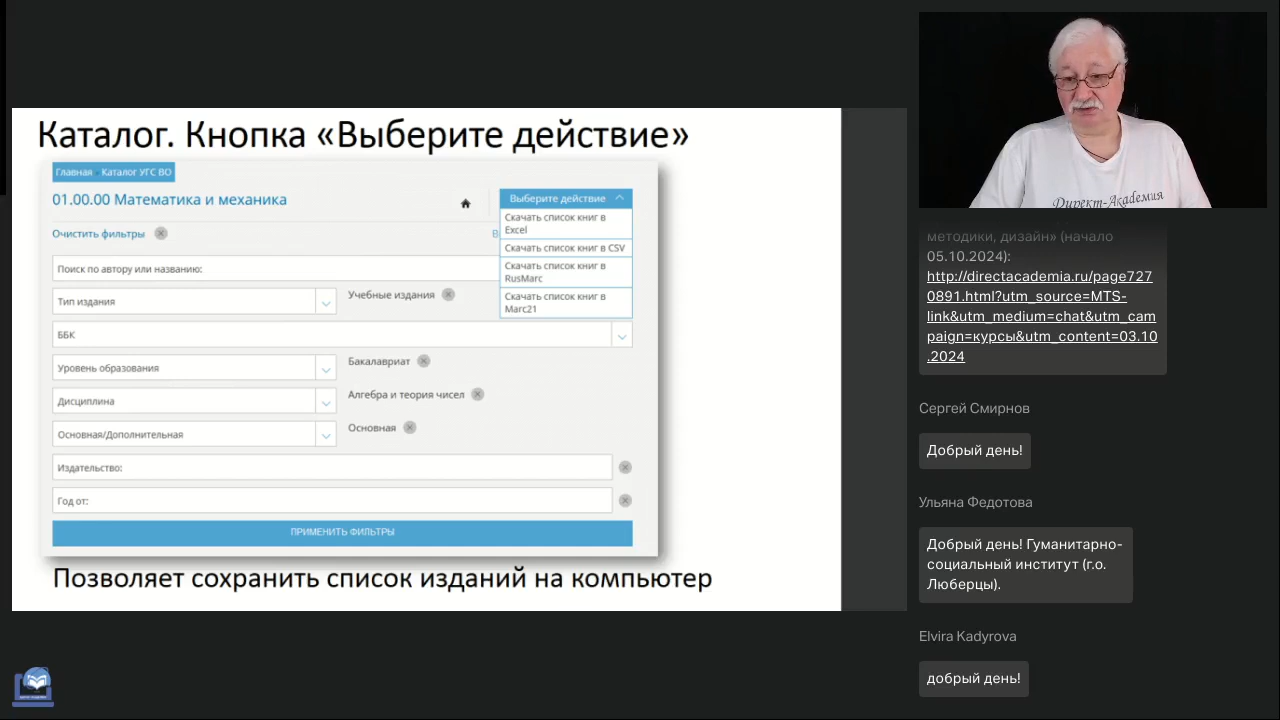 Каталог. Кнопка «Выберите действие»
Главная
Каталог УГС ВО
01.00.00 Математика и механика
Выберите действие
Скачать список книг в
Excel
Скачать список книг в CSV
Скачать список книг в
RusMarc
Скачать список книг в
Marc21
Очистить фильтры
В
Поиск по автору или названию:
Тип издания
Учебные издания
ББК
Уровень образования
Бакалавриат
Дисциплина
Алгебра и теория чисел
Основная/Дополнительная
Основная
Издательство:
Год от:
ПРИМЕНИТЬ ФИЛЬТРЫ
Позволяет сохранить список изданий на компьютер
Директ-Академия
методики, дизайн» (начало
05.10.2024):
http://directacademia.ru/page727
0891.html?utm_source=MTS-
link&utm_medium=chat&utm_cam
paign=курсы&utm_content=03.10
.2024
Сергей Смирнов
Добрый день!
Ульяна Федотова
Добрый день! Гуманитарно-
социальный институт (г.о.
Люберцы).
Elvira Kadyrova
добрый день!